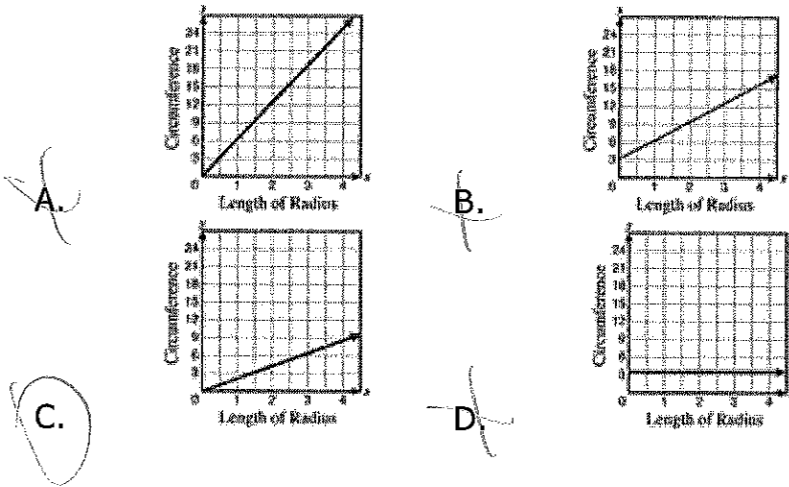 y
24
21
18
15
12
9
6
3
0 1 2 3 4 x
Circumference
Length of Radius
A.
24
21
18
15
12
9
6
3
0 1 2 3 4
Circumference
Length of Radius
B.
24
21
18
15
12
9
6
3
0 1 2 3 4 x
Circumference
Length of Radius
C.
24
21
18
15
12
9
6
3
0 1 2 3 4
Circumference
Length of Radius
D.